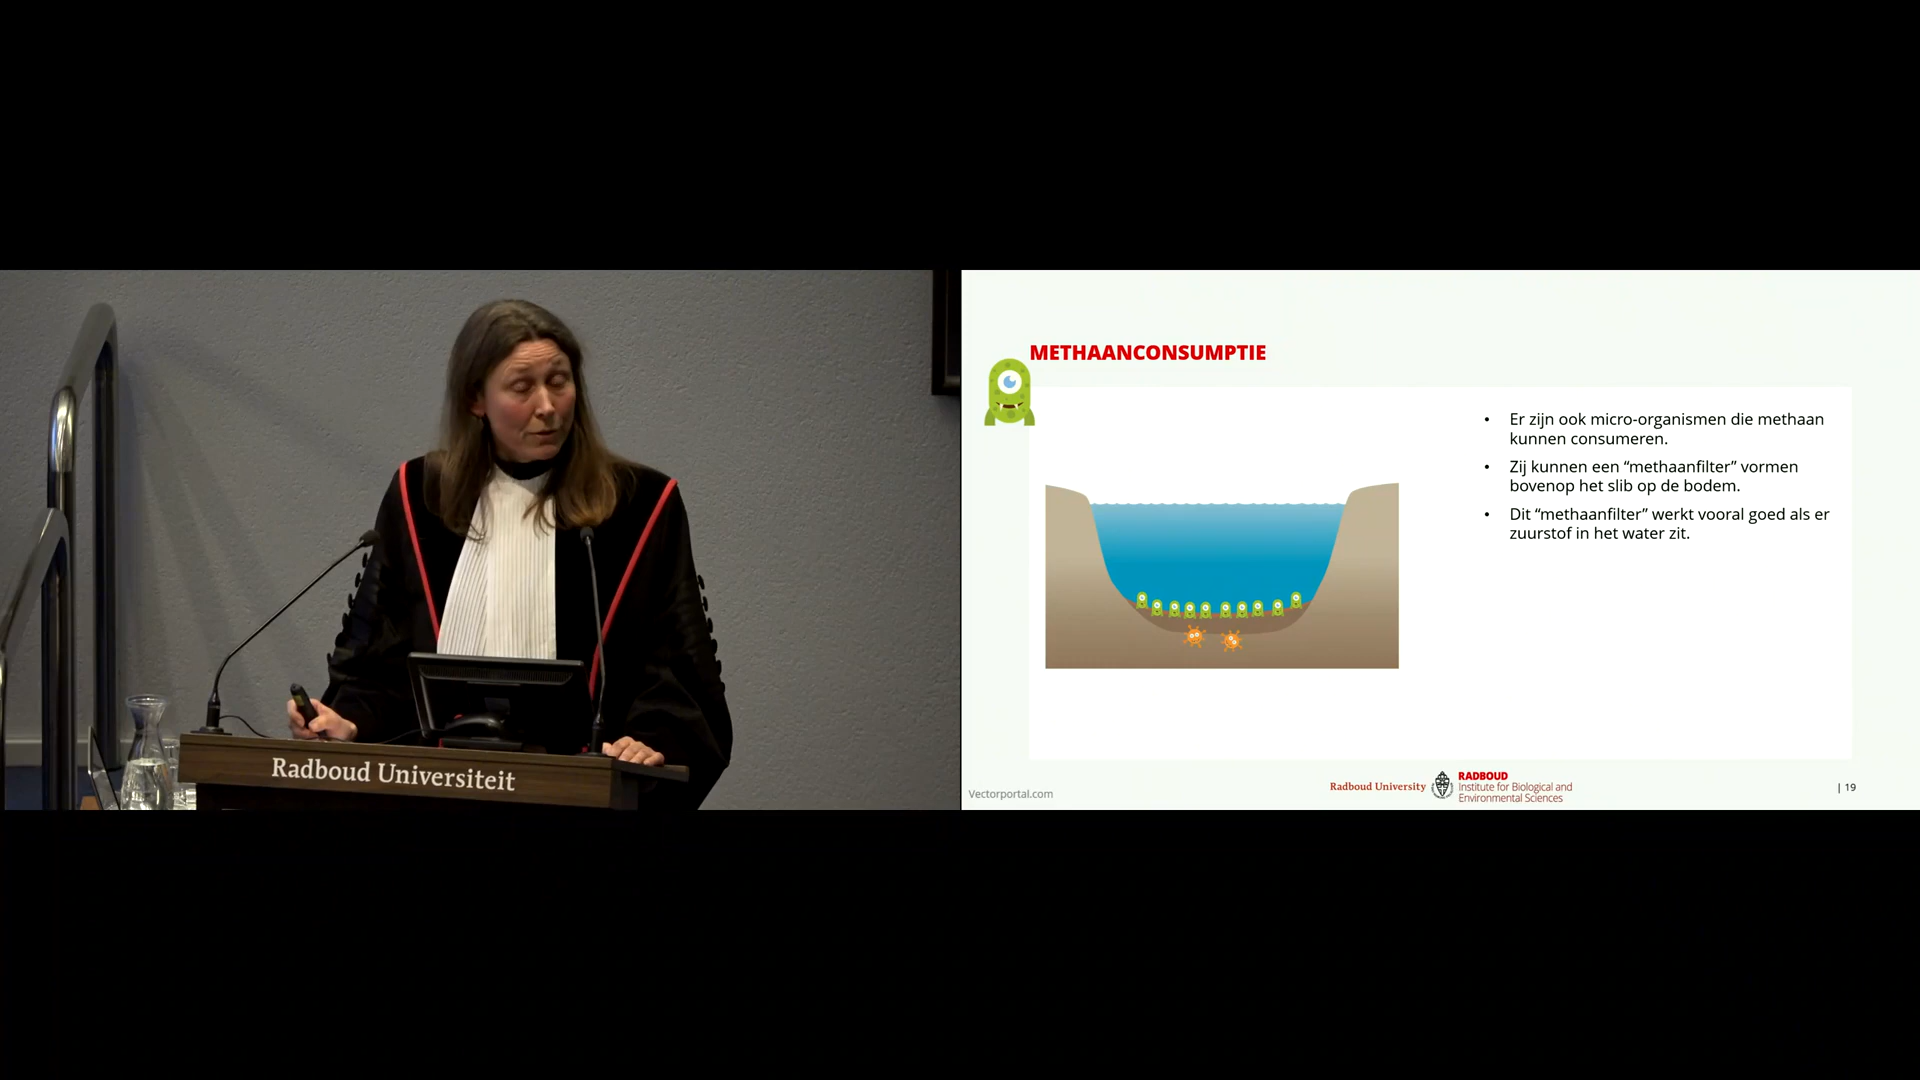 Radboud Universiteit
METHAANCONSUMPTIE
• Er zijn ook micro-organismen die methaan
kunnen consumeren.
• Zij kunnen een “methaanfilter” vormen
bovenop het slib op de bodem.
• Dit “methaanfilter” werkt vooral goed als er
zuurstof in het water zit.
Vectorportal.com
Radboud University
RADBOUD
Institute for Biological and
Environmental Sciences
| 19